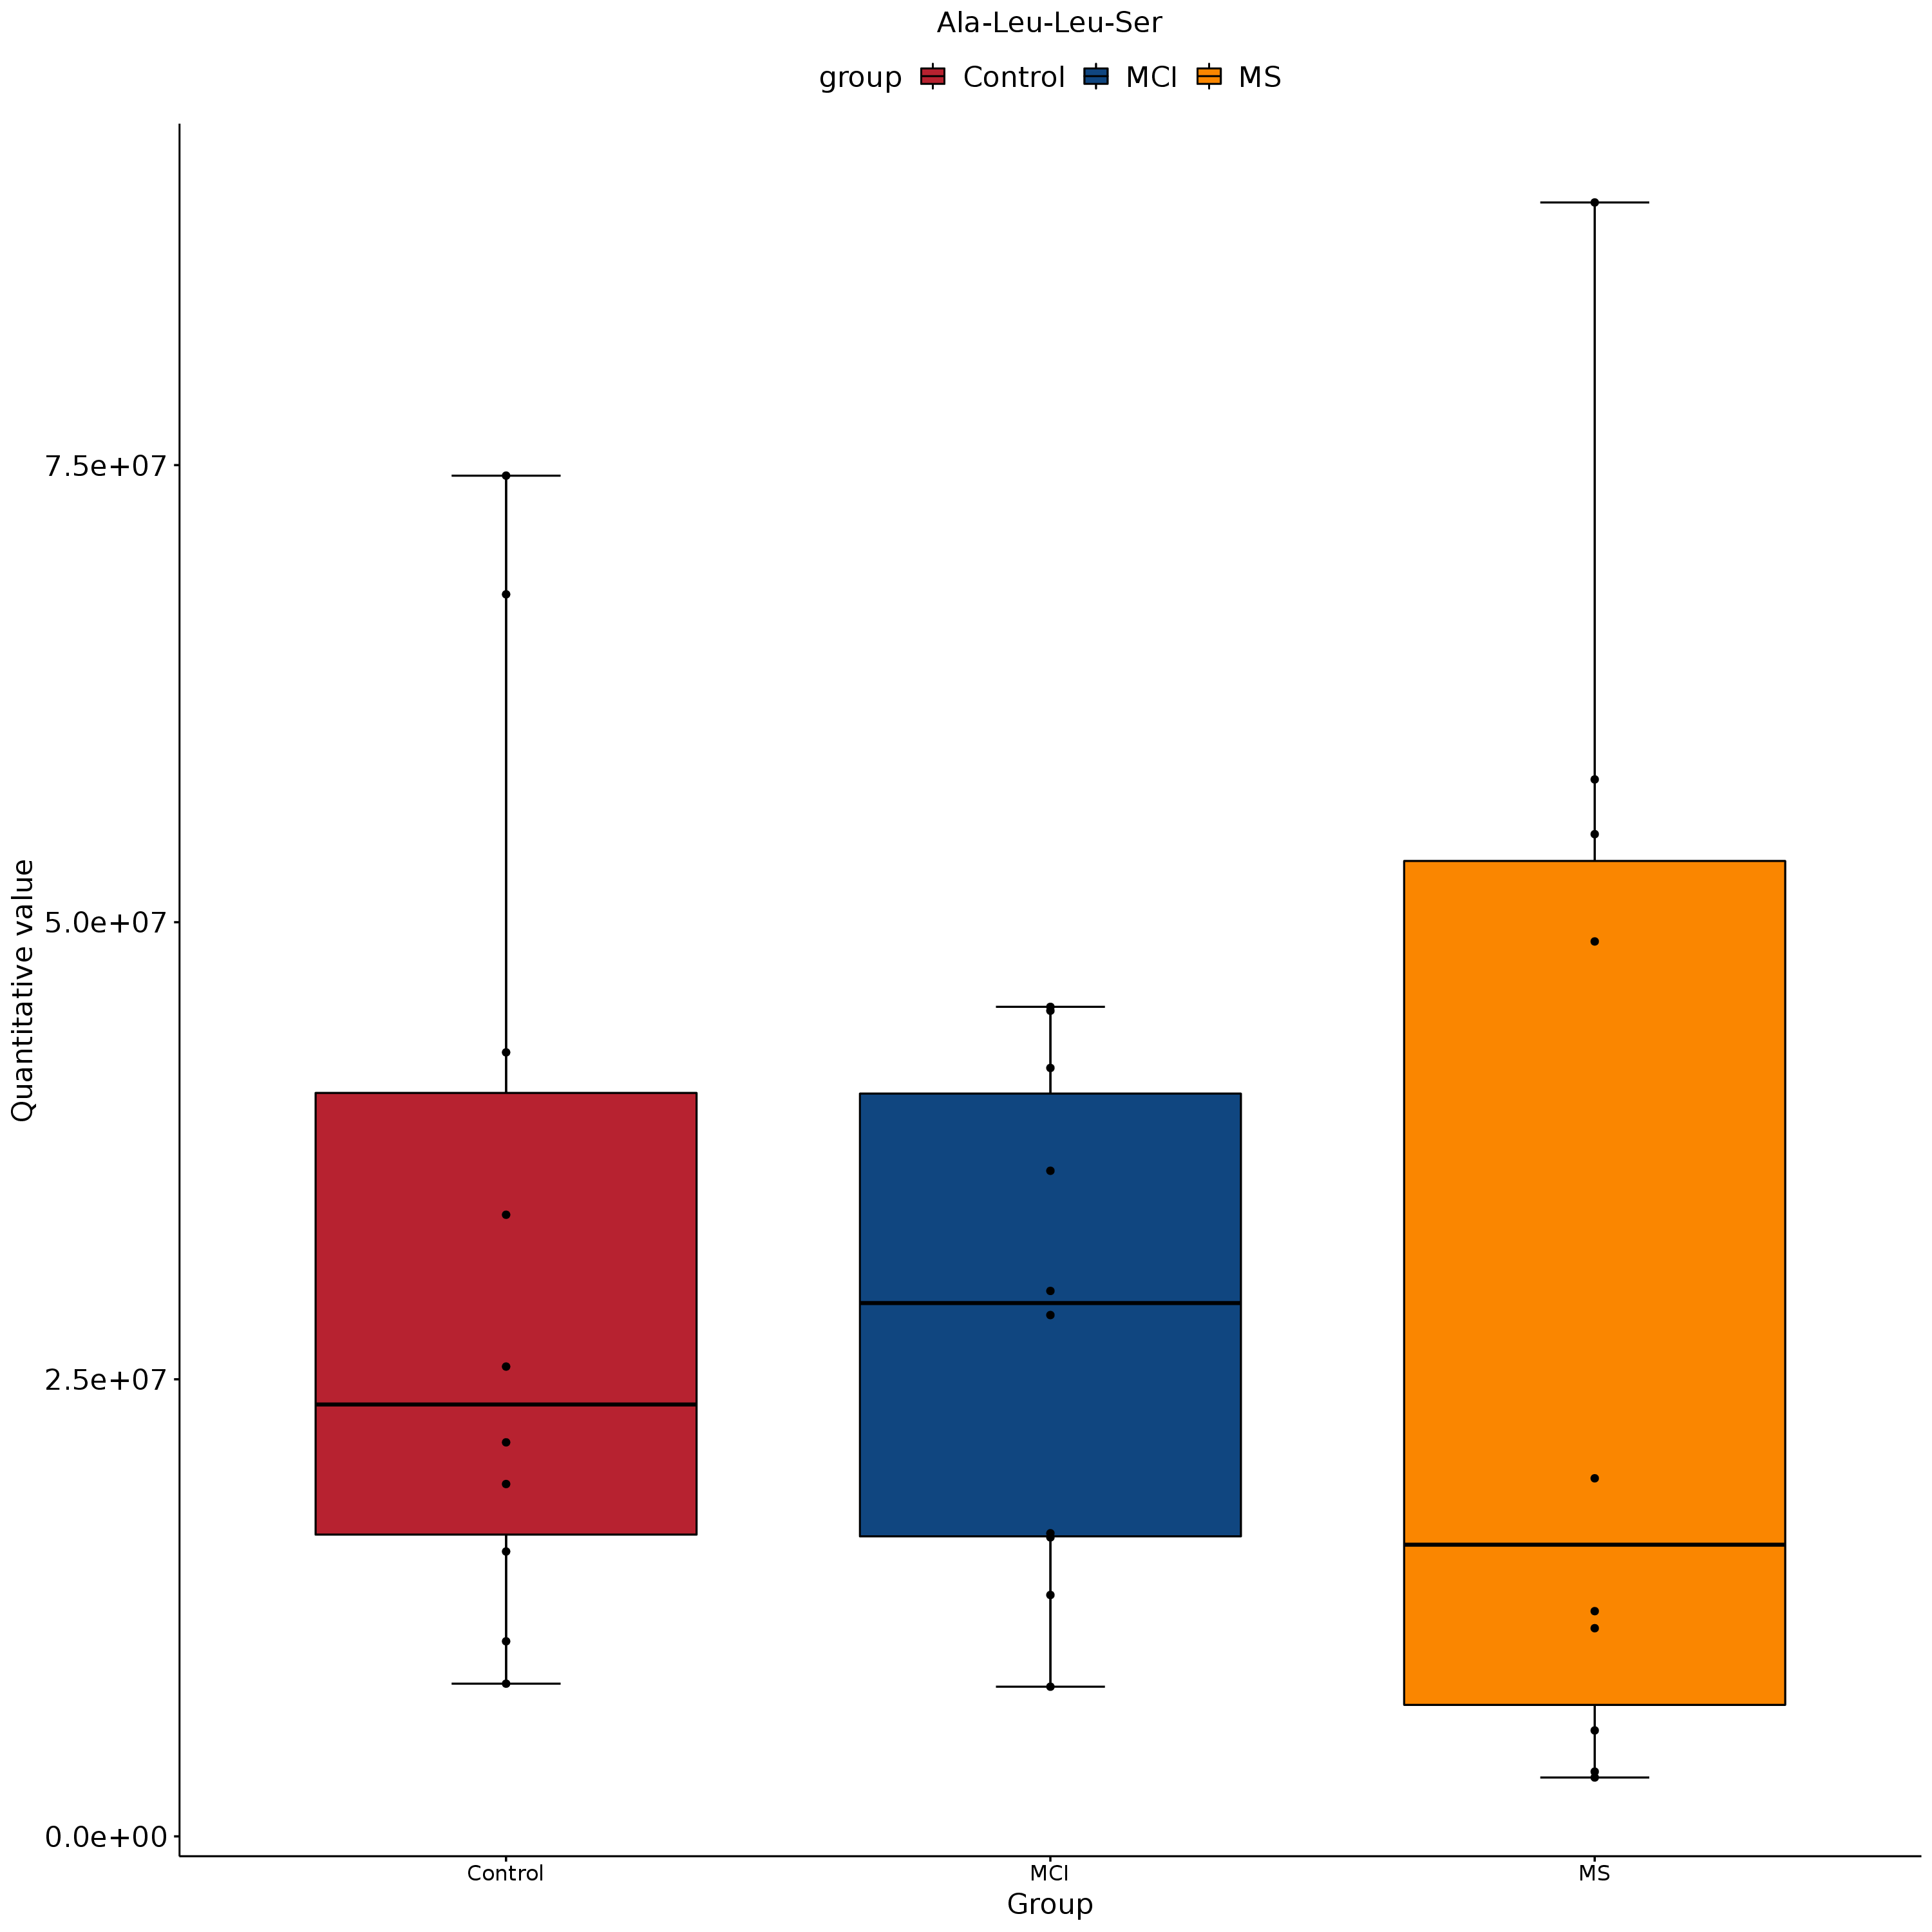 Ala-Leu-Leu-Ser
group Control MCI MS
Quantitative value
7.5e+07
5.0e+07
2.5e+07
0.0e+00
Control MCI MS
Group